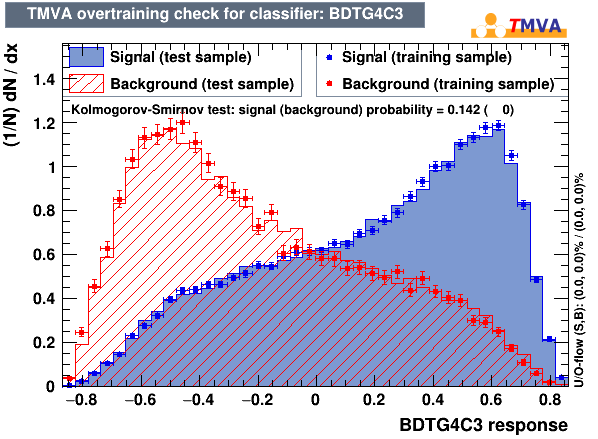 TMVA overtraining check for classifier: BDTG4C3
TMVA
(1/N) dN / dx
Signal (test sample)
Background (test sample)
Signal (training sample)
Background (training sample)
Kolmogorov-Smirnov test: signal (background) probability = 0.142 ( 0)
1.4
1.2
1
0.8
0.6
0.4
0.2
0
−0.8 −0.6 −0.4 −0.2 0 0.2 0.4 0.6 0.8
BDTG4C3 response
U/O-flow (S,B): (0.0, 0.0)% / (0.0, 0.0)%